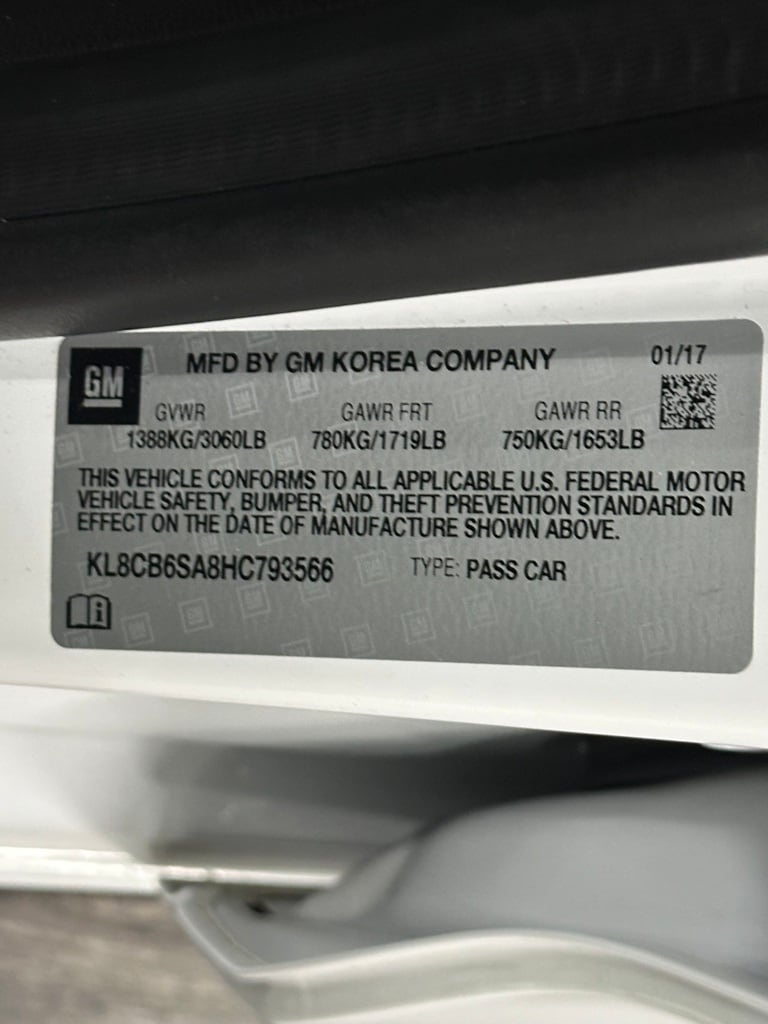 GM
MFD BY GM KOREA COMPANY
01/17
GVWR GAWR FRT GAWR RR
1388KG/3060LB 780KG/1719LB 750KG/1653LB
THIS VEHICLE CONFORMS TO ALL APPLICABLE U.S. FEDERAL MOTOR
VEHICLE SAFETY, BUMPER, AND THEFT PREVENTION STANDARDS IN
EFFECT ON THE DATE OF MANUFACTURE SHOWN ABOVE.
KL8CB6SA8HC793566 TYPE: PASS CAR